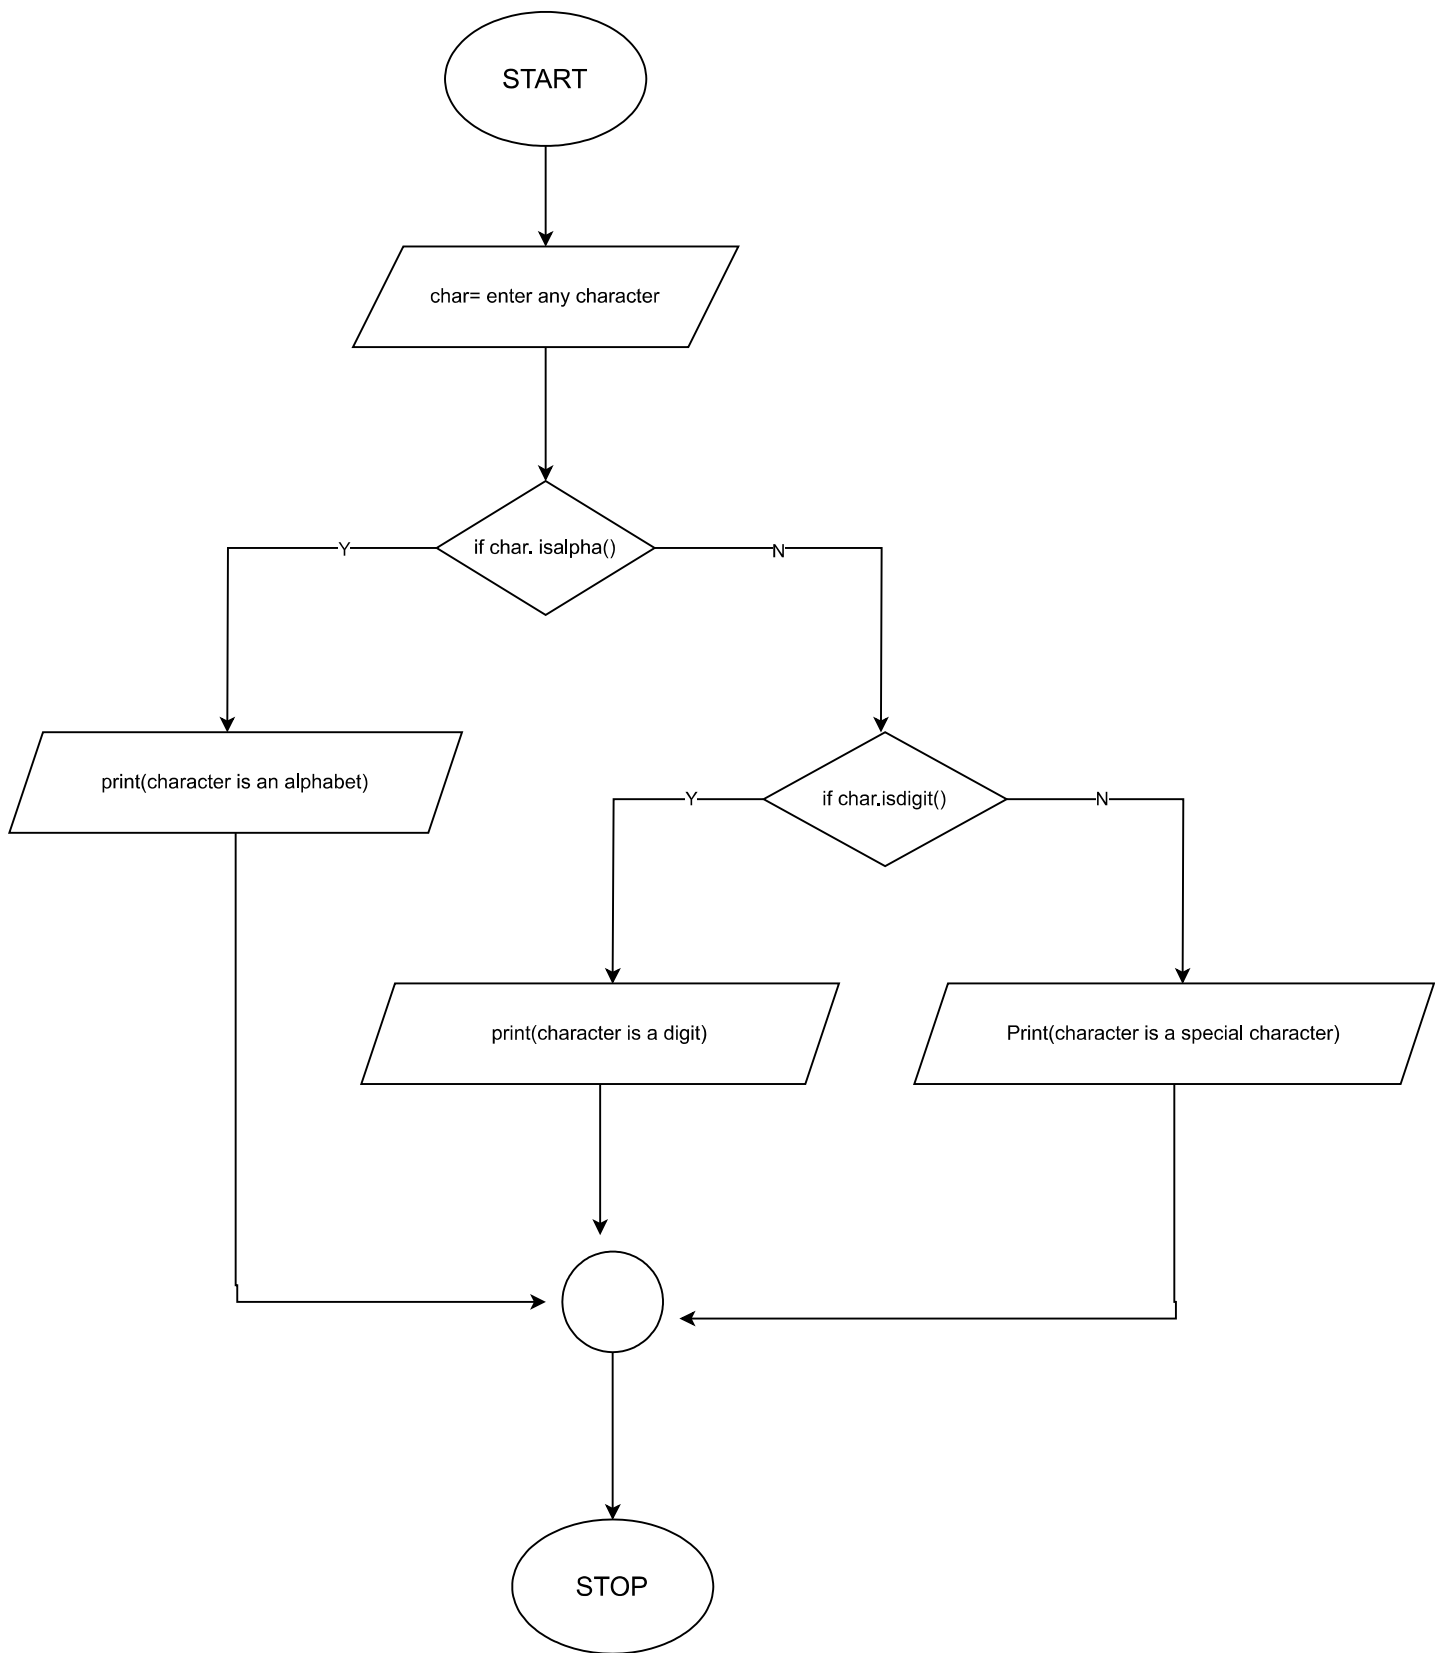 START
char= enter any character
if char. isalpha()
Y
N
print(character is an alphabet)
if char.isdigit()
Y
N
print(character is a digit)
Print(character is a special character)
STOP